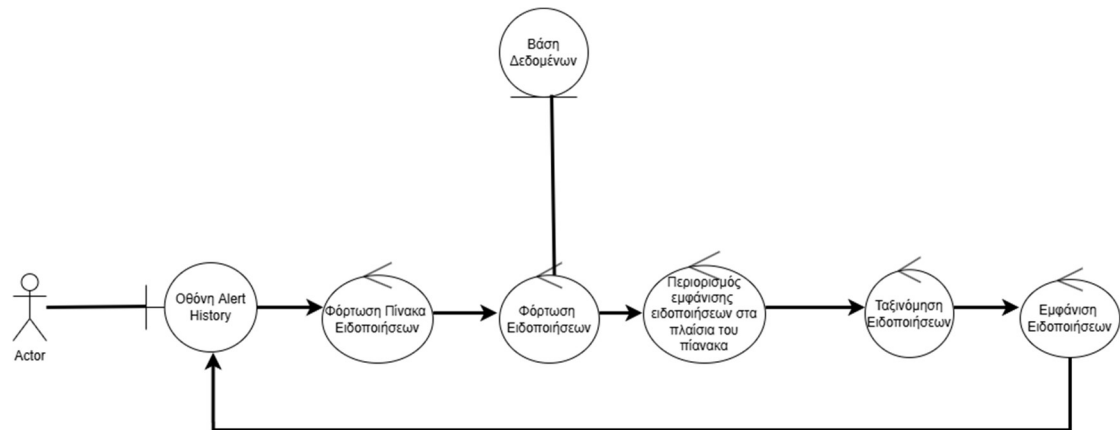 Βάση
Δεδομένων
Actor
Οθόνη Alert
History
Φόρτωση Πίνακα
Ειδοποιήσεων
Φόρτωση
Ειδοποιήσεων
Περιορισμός
εμφάνισης
ειδοποιήσεων στα
πλαίσια του
πίανακα
Ταξινόμηση
Ειδοποιήσεων
Εμφάνιση
Ειδοποιήσεων